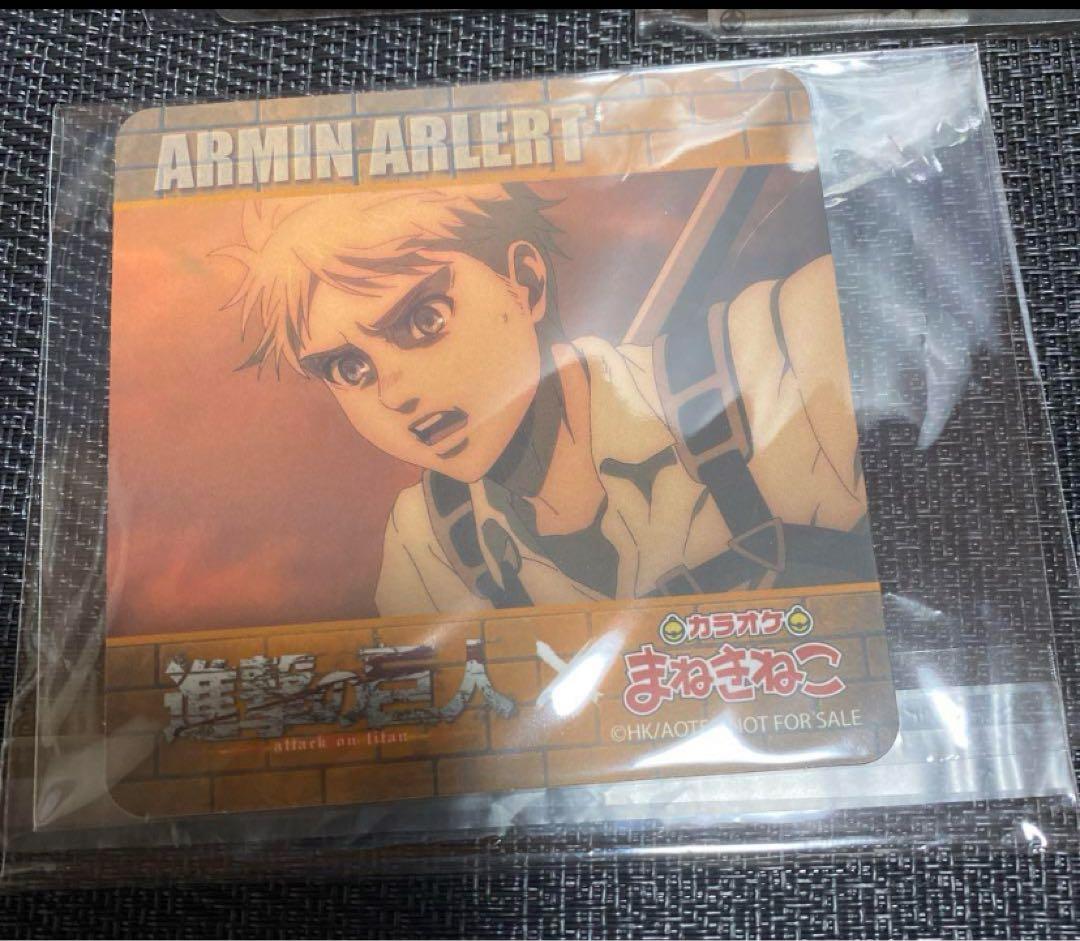 ARMIN ARLERT
カラオケ
まねきねこ
進撃の巨人 ×
attack on titan
©HK/AOTF NOT FOR SALE